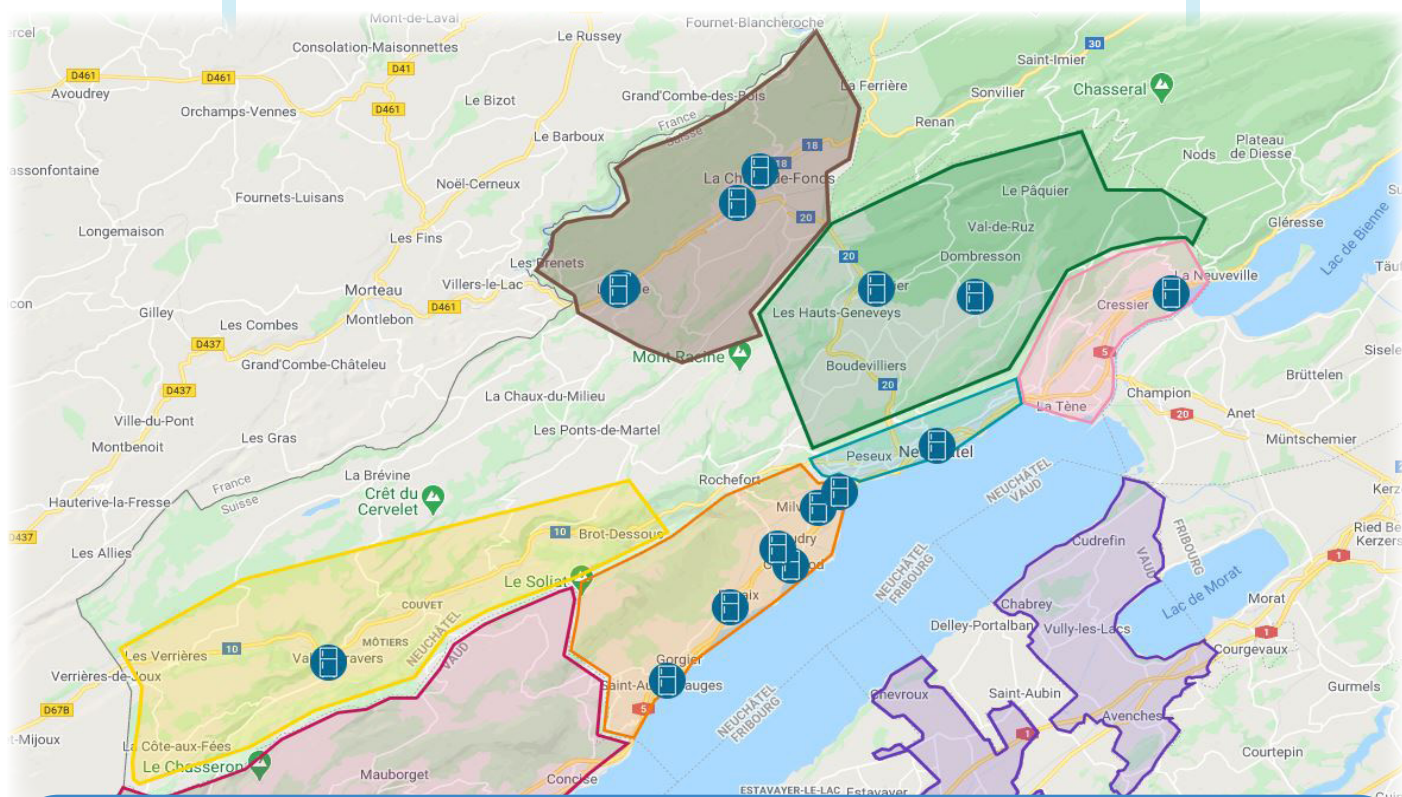 Mont-de-Laval
Fournet-Blancheroche
Le Russey
Consolation-Maisonnettes
30
Saint-Imier
D461
D461
D41
Chasseral
Avoudrey
Le Bizot
Grand'Combe-des-Bois
La Ferrière
Sonvilier
Orchamps-Vennes
D461
France
Suisse
Renan
Le Barboux
18
Plateau
de Diesse
Nods
18
Noël-Cerneux
Fournets-Luisans
Le Pâquier
Longemaison
20
Val-de-Ruz
Gléresse
Les Fins
Lac de Bienne
20
Dombresson
Villers-le-Lac
La Neuveville
Morteau
D461
Gilley
Les Combes
Montlebon
Les Hauts-Geneveys
Cressier
D437
Grand'Combe-Châteleu
Mont Racine
5
Boudevilliers
Brüttelen
D437
20
La Chaux-du-Milieu
Champion
La Tène
Ville-du-Pont
20
Anet
Les Gras
Les Ponts-de-Martel
Müntschemier
Montbenoit
Peseux
La Brévine
Rochefort
France
Suisse
NEUCHÂTEL
VAUD
Hauterive-la-Fresse
Crêt du
Cervelet
10
Brot-Dessous
Les Allies
Cudrefin
FRIBOURG
VAUD
1
Le Soliat
NEUCHÂTEL
FRIBOURG
COUVET
Lac de Morat
Morat
Chabrey
1
Delley-Portalban
Vully-les-Lacs
MÔTIERS
NEUCHÂTEL
VAUD
10
Les Verrières
Courgevaux
Gorgier
Verrières-de-Joux
Gurmels
Saint-Aubin
Chevroux
D67B
5
NEUCHÂTEL
FRIBOURG
Avenches
1
La Côte-aux-Fées
Courtepin
Le Chasseron
Mauborget
Concise
ESTAVAYER-LE-LAC
Estavayer